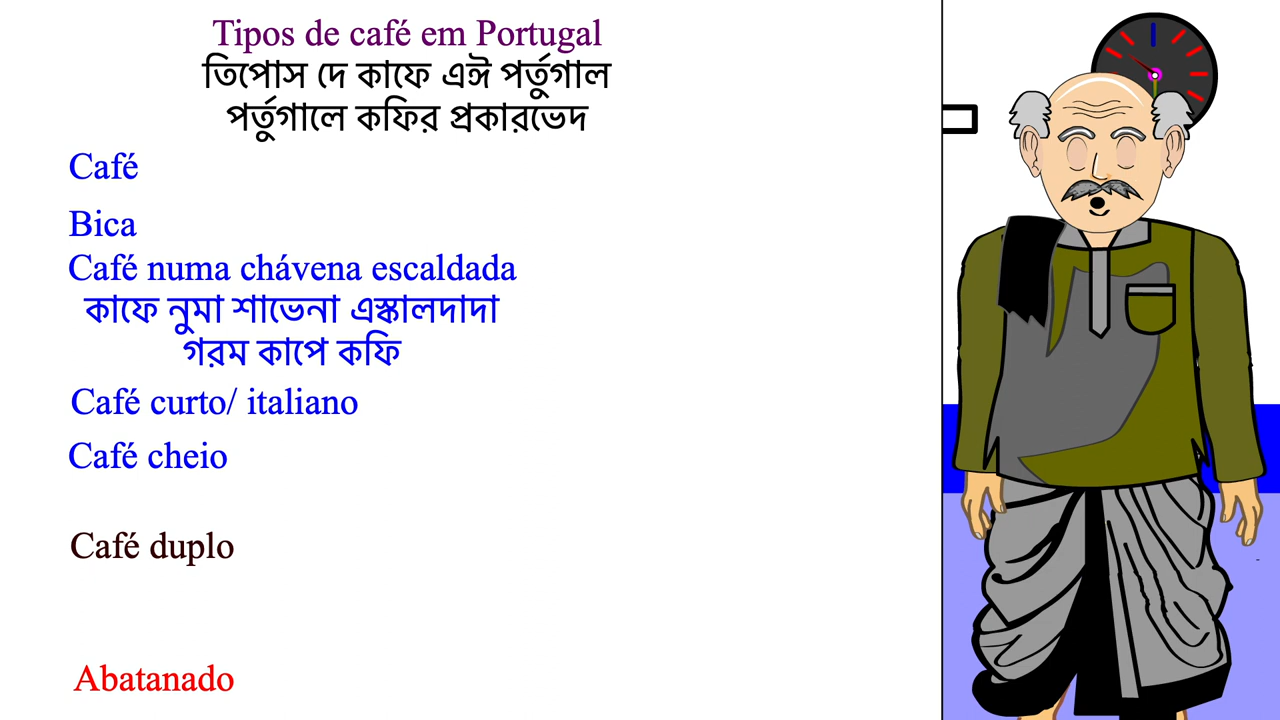 Tipos de café em Portugal
তিপোস দে কাফে এঈ পর্তুগাল
পর্তুগালে কফির প্রকারভেদ
Café
Bica
Café numa chávena escaldada
কাফে নুমা শাভেনা এস্কালদাদা
গরম কাপে কফি
Café curto/ italiano
Café cheio
Café duplo
Abatanado